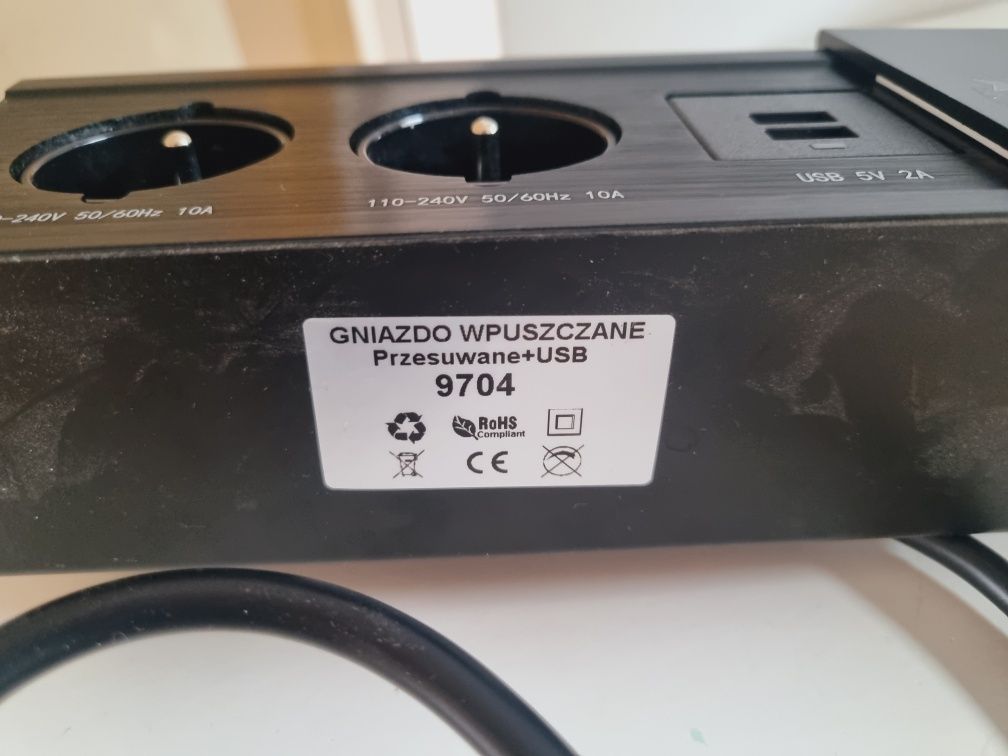 -240V 50/60Hz 10A
110-240V 50/60Hz 10A
USB 5V 2A
GNIAZDO WPUSZCZANE
Przesuwane+USB
9704
RoHS
Compliant
CE